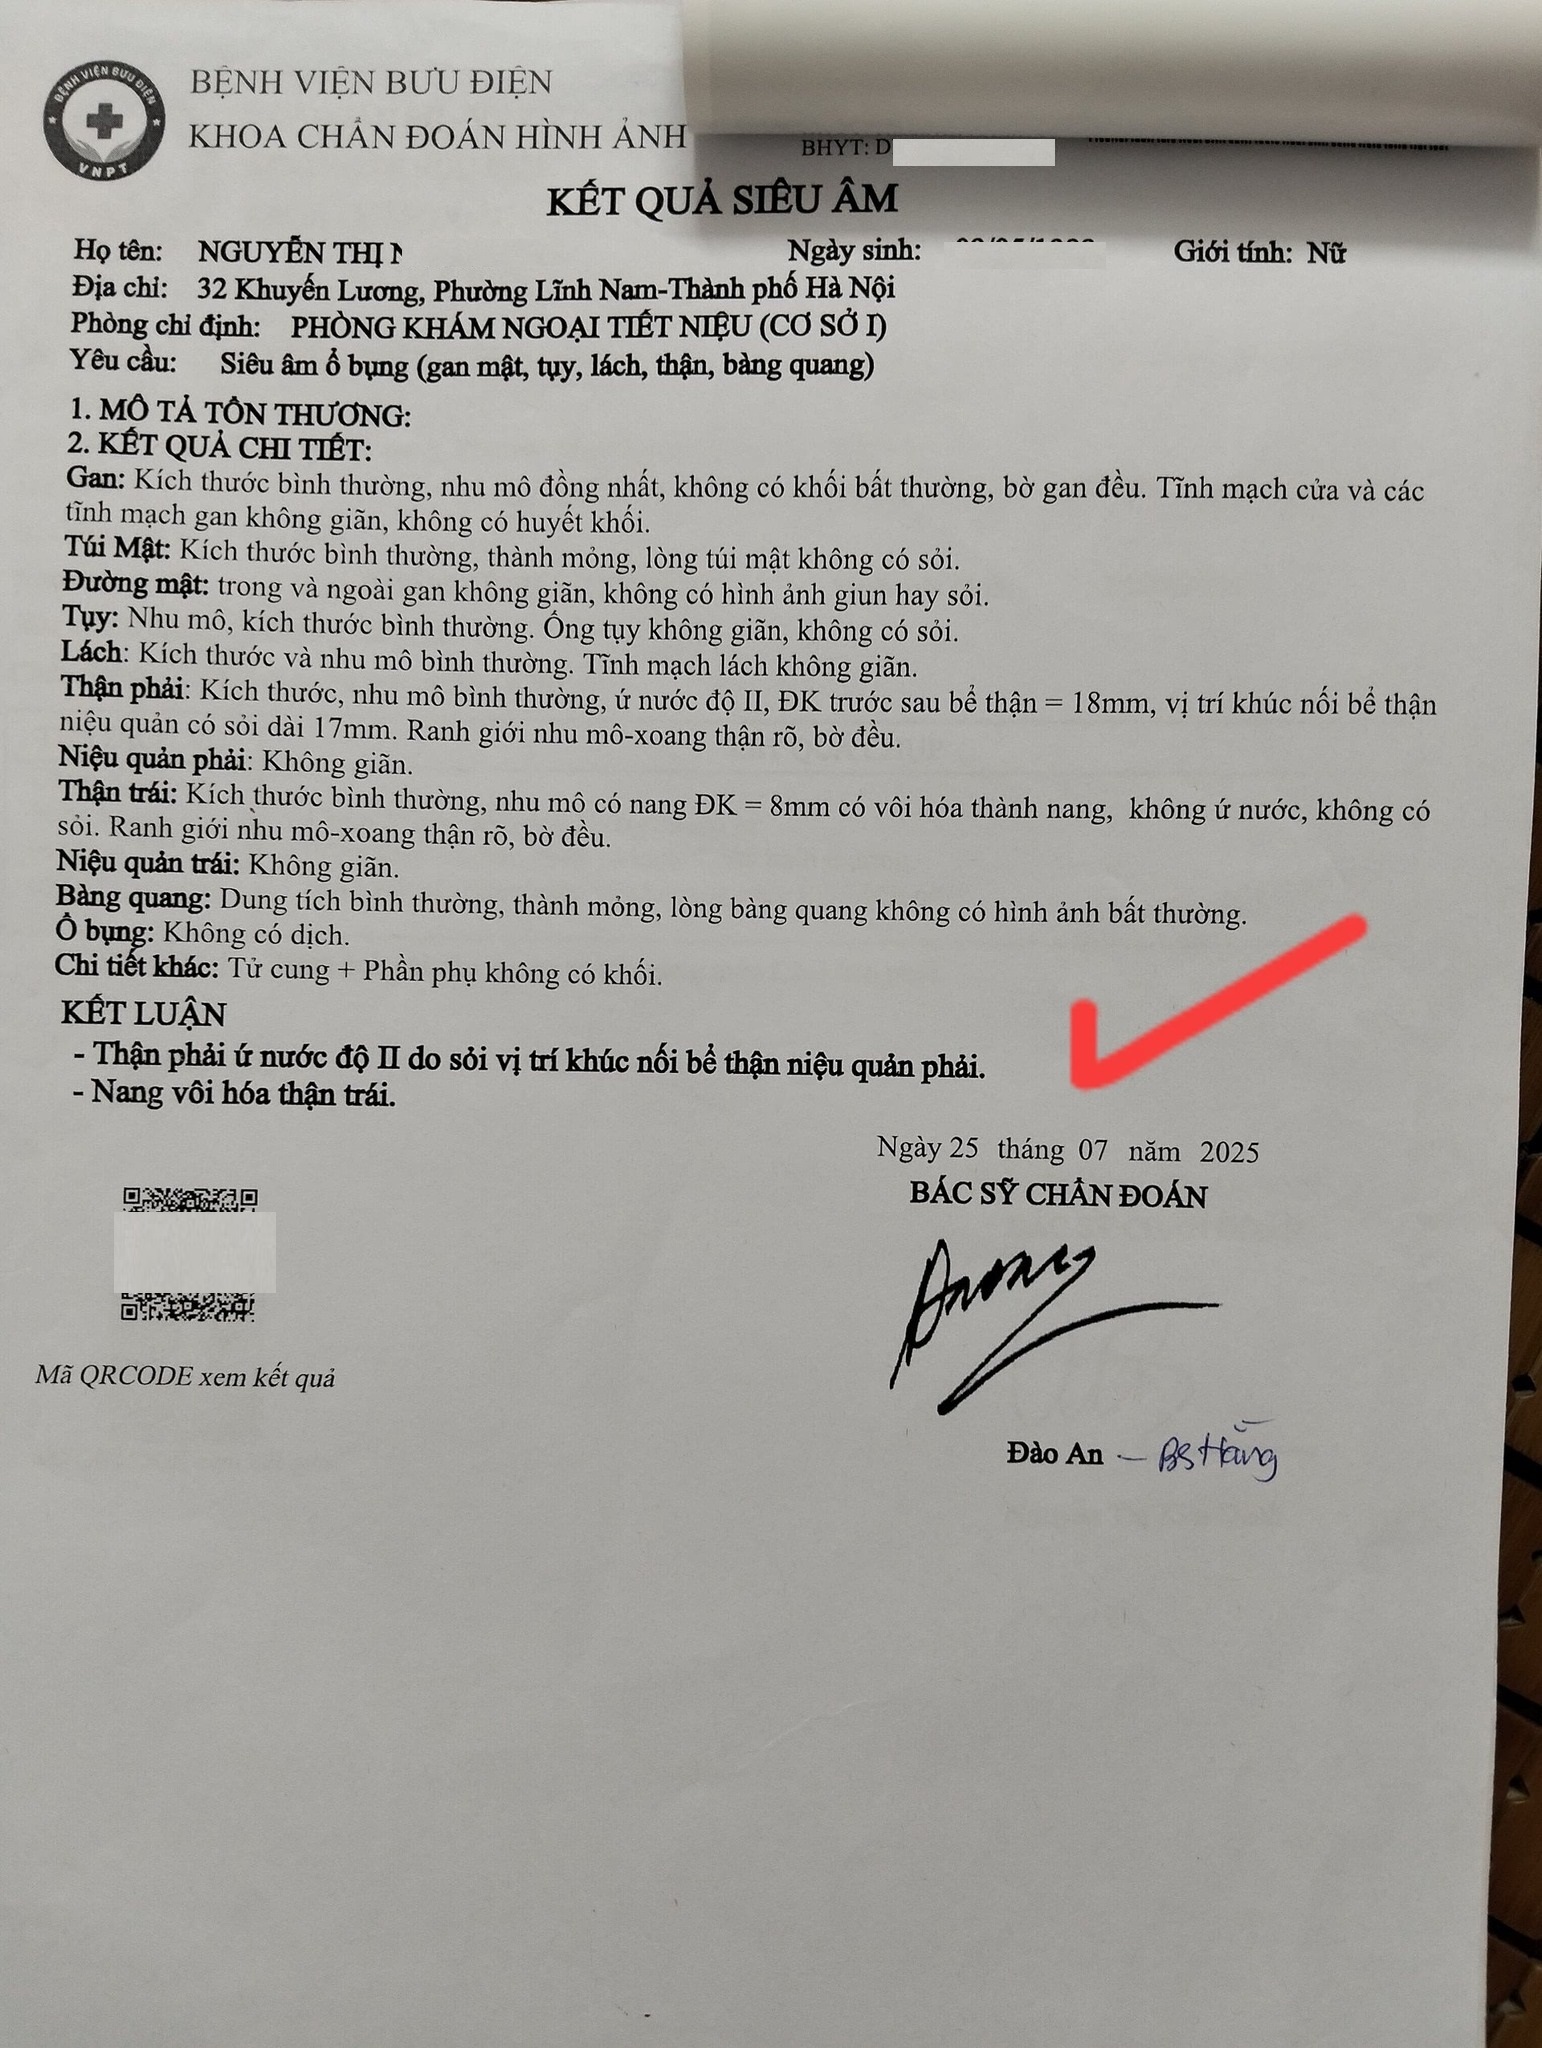 BỆNH VIỆN BƯU ĐIỆN
VNPT
BỆNH VIỆN BƯU ĐIỆN
KHOA CHẨN ĐOÁN HÌNH ẢNH
BHYT: D
KẾT QUẢ SIÊU ÂM
Họ tên: NGUYỄN THỊ N Ngày sinh: Giới tính: Nữ
Địa chỉ: 32 Khuyến Lương, Phường Lĩnh Nam-Thành phố Hà Nội
Phòng chỉ định: PHÒNG KHÁM NGOẠI TIẾT NIỆU (CƠ SỞ I)
Yêu cầu: Siêu âm ổ bụng (gan mật, tụy, lách, thận, bàng quang)
1. MÔ TẢ TỔN THƯƠNG:
2. KẾT QUẢ CHI TIẾT:
Gan: Kích thước bình thường, nhu mô đồng nhất, không có khối bất thường, bờ gan đều. Tĩnh mạch cửa và các
tĩnh mạch gan không giãn, không có huyết khối.
Túi Mật: Kích thước bình thường, thành mỏng, lòng túi mật không có sỏi.
Đường mật: trong và ngoài gan không giãn, không có hình ảnh giun hay sỏi.
Tụy: Nhu mô, kích thước bình thường. Ống tụy không giãn, không có sỏi.
Lách: Kích thước và nhu mô bình thường. Tĩnh mạch lách không giãn.
Thận phải: Kích thước, nhu mô bình thường, ứ nước độ II, ĐK trước sau bể thận = 18mm, vị trí khúc nối bể thận
niệu quản có sỏi dài 17mm. Ranh giới nhu mô-xoang thận rõ, bờ đều.
Niệu quản phải: Không giãn.
Thận trái: Kích thước bình thường, nhu mô có nang ĐK = 8mm có vôi hóa thành nang, không ứ nước, không có
sỏi. Ranh giới nhu mô-xoang thận rõ, bờ đều.
Niệu quản trái: Không giãn.
Bàng quang: Dung tích bình thường, thành mỏng, lòng bàng quang không có hình ảnh bất thường.
Ổ bụng: Không có dịch.
Chi tiết khác: Tử cung + Phần phụ không có khối.
KẾT LUẬN
- Thận phải ứ nước độ II do sỏi vị trí khúc nối bể thận niệu quản phải.
- Nang vôi hóa thận trái.
Ngày 25 tháng 07 năm 2025
BÁC SỸ CHẨN ĐOÁN
Mã QRCODE xem kết quả
Đào An – BS Hằng